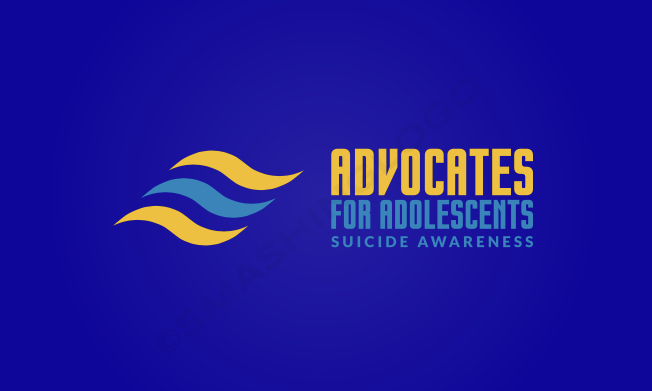 ADVOCATES
FOR ADOLESCENTS
SUICIDE AWARENESS